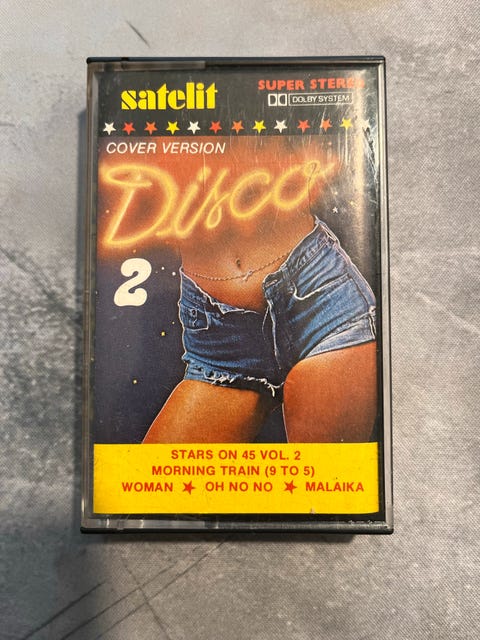 satelit
SUPER STEREO
DOLBY SYSTEM
COVER VERSION
Disco
2
STARS ON 45 VOL. 2
MORNING TRAIN (9 TO 5)
WOMAN ★ OH NO NO ★ MALAIKA